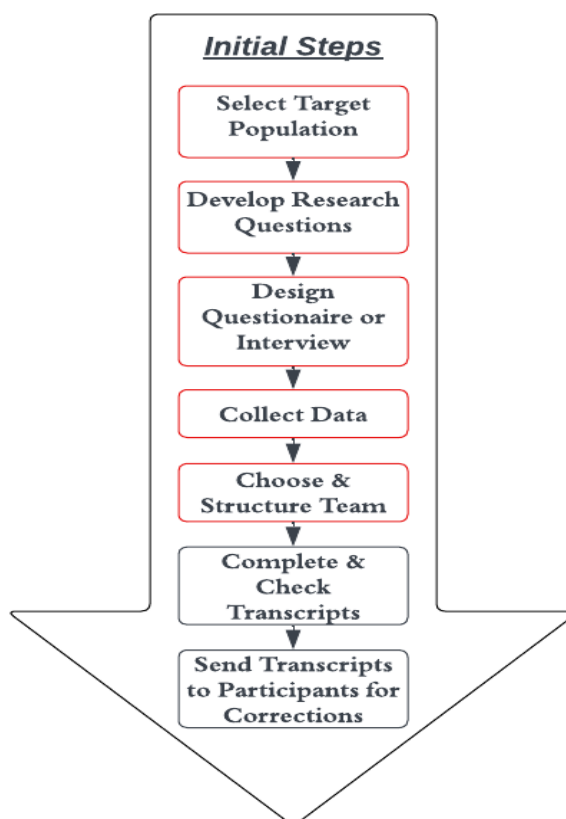 Initial Steps
Select Target
Population
Develop Research
Questions
Design
Questionaire or
Interview
Collect Data
Choose &
Structure Team
Complete &
Check
Transcripts
Send Transcripts
to Participants for
Corrections